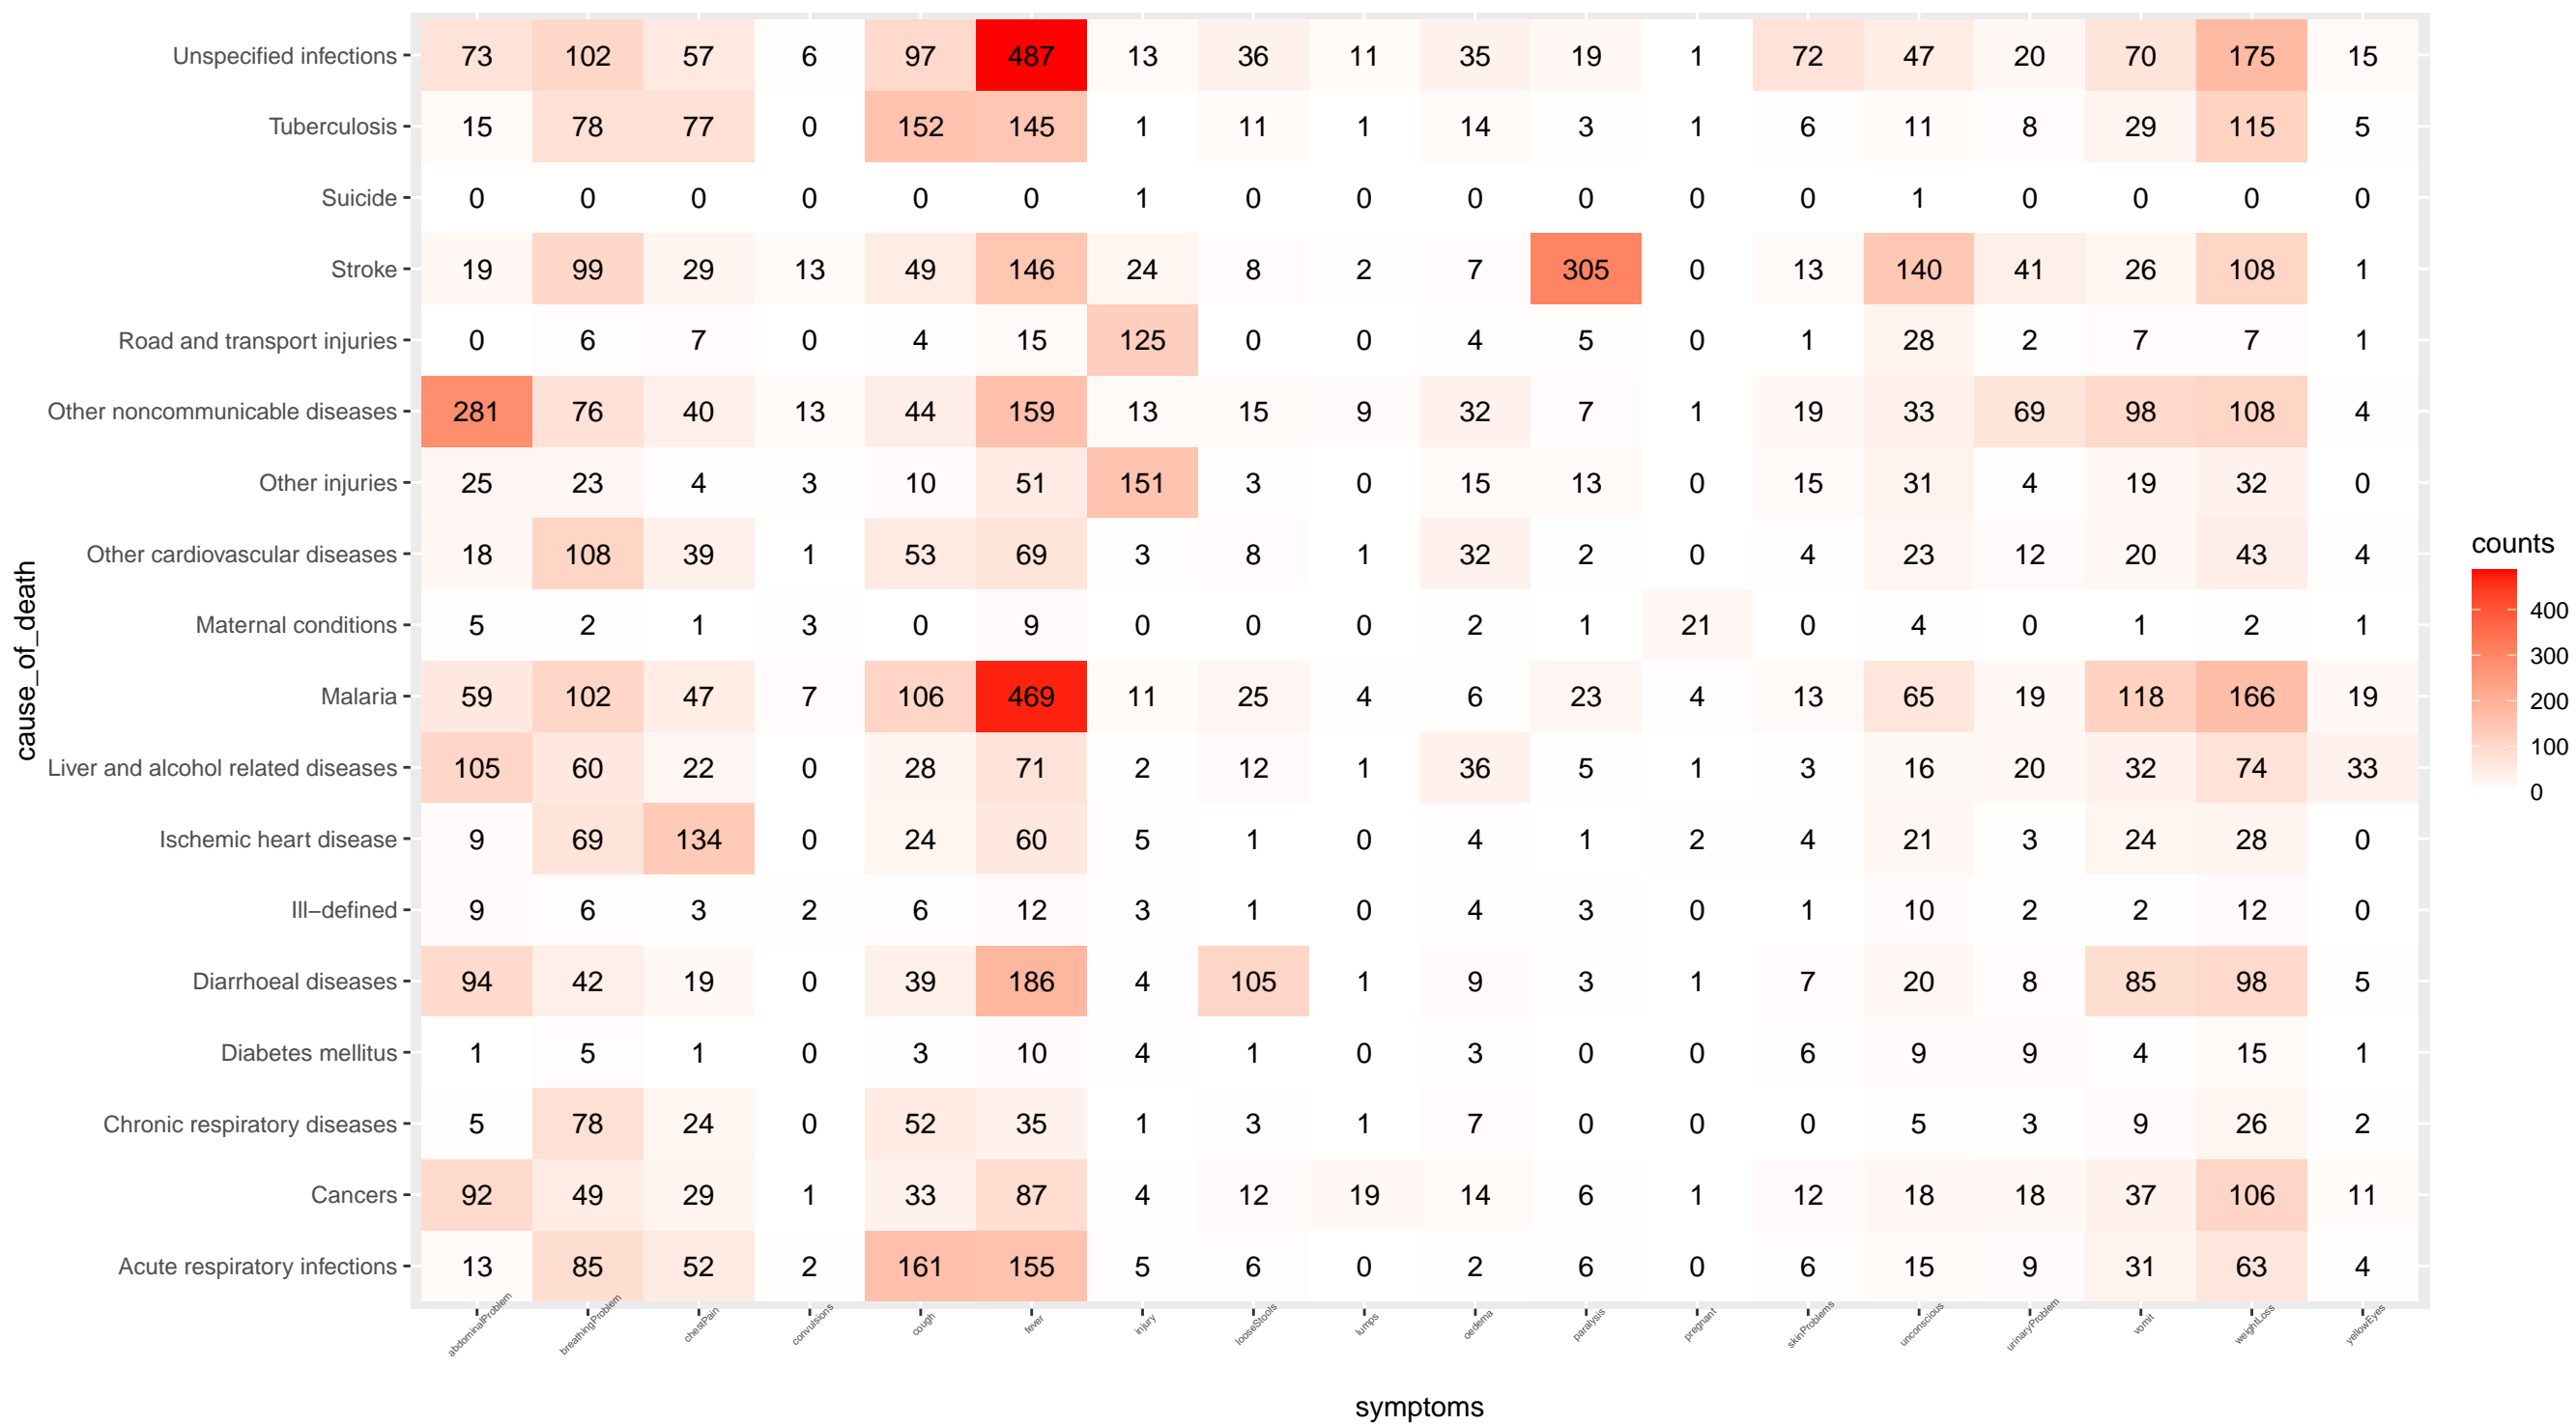 Unspecified infections 73 102 57 6 97 487 13 36 11 35 19 1 72 47 20 70 175 15
Tuberculosis 15 78 77 0 152 145 1 11 1 14 3 1 6 11 8 29 115 5
Suicide 0 0 0 0 0 0 1 0 0 0 0 0 0 1 0 0 0 0
Stroke 19 99 29 13 49 146 24 8 2 7 305 0 13 140 41 26 108 1
Road and transport injuries 0 6 7 0 4 15 125 0 0 4 5 0 1 28 2 7 7 1
Other noncommunicable diseases 281 76 40 13 44 159 13 15 9 32 7 1 19 33 69 98 108 4
Other injuries 25 23 4 3 10 51 151 3 0 15 13 0 15 31 4 19 32 0
Other cardiovascular diseases 18 108 39 1 53 69 3 8 1 32 2 0 4 23 12 20 43 4
Maternal conditions 5 2 1 3 0 9 0 0 0 2 1 21 0 4 0 1 2 1
Malaria 59 102 47 7 106 469 11 25 4 6 23 4 13 65 19 118 166 19
Liver and alcohol related diseases 105 60 22 0 28 71 2 12 1 36 5 1 3 16 20 32 74 33
Ischemic heart disease 9 69 134 0 24 60 5 1 0 4 1 2 4 21 3 24 28 0
Ill−defined 9 6 3 2 6 12 3 1 0 4 3 0 1 10 2 2 12 0
Diarrhoeal diseases 94 42 19 0 39 186 4 105 1 9 3 1 7 20 8 85 98 5
Diabetes mellitus 1 5 1 0 3 10 4 1 0 3 0 0 6 9 9 4 15 1
Chronic respiratory diseases 5 78 24 0 52 35 1 3 1 7 0 0 0 5 3 9 26 2
Cancers 92 49 29 1 33 87 4 12 19 14 6 1 12 18 18 37 106 11
Acute respiratory infections 13 85 52 2 161 155 5 6 0 2 6 0 6 15 9 31 63 4
abdominalProblem breathingProblem chestPain convulsions cough fever injury looseStools lumps oedema paralysis pregnant skinProblems unconscious urinaryProblem vomit weightLoss yellowEyes
symptoms
cause_of_death
counts
400
300
200
100
0